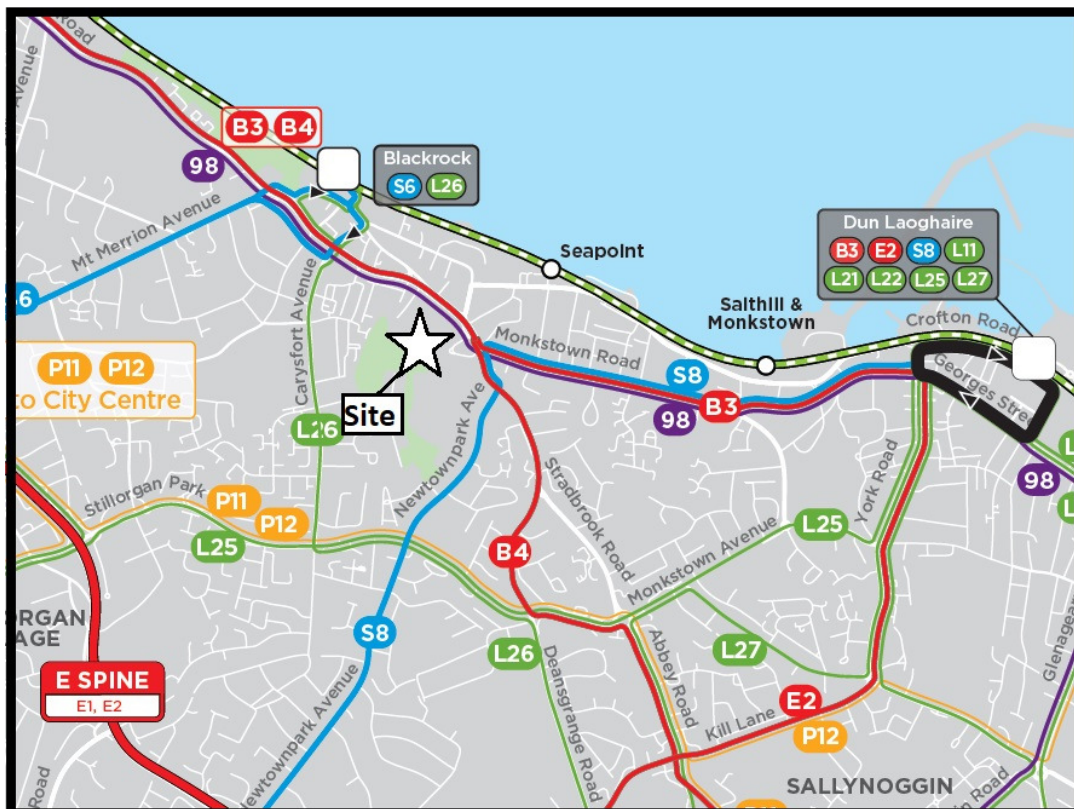 Road
Avenue
B3 B4
98
Blackrock
S6 L26
Mt Merrion Avenue
Seapoint
Dun Laoghaire
B3 E2 S8 L11
L21 L22 L25 L27
Salthill &
Monkstown
Crofton Road
Carysfort Avenue
Monkstown Road
S8
Georges Stre
P11 P12
to City Centre
Site
98
B3
L26
Newtownpark Ave
98
Stillorgan Park
P11
P12
L25
Stradbrook Road
York Road
L25
B4
Monkstown Avenue
ORGAN
AGE
S8
L26
L27
Abbey Road
Deansgrange Road
E SPINE
E1, E2
E2
Kill Lane
P12
Newtownpark Avenue
SALLYNOGGIN
Glenagear
Road
Road